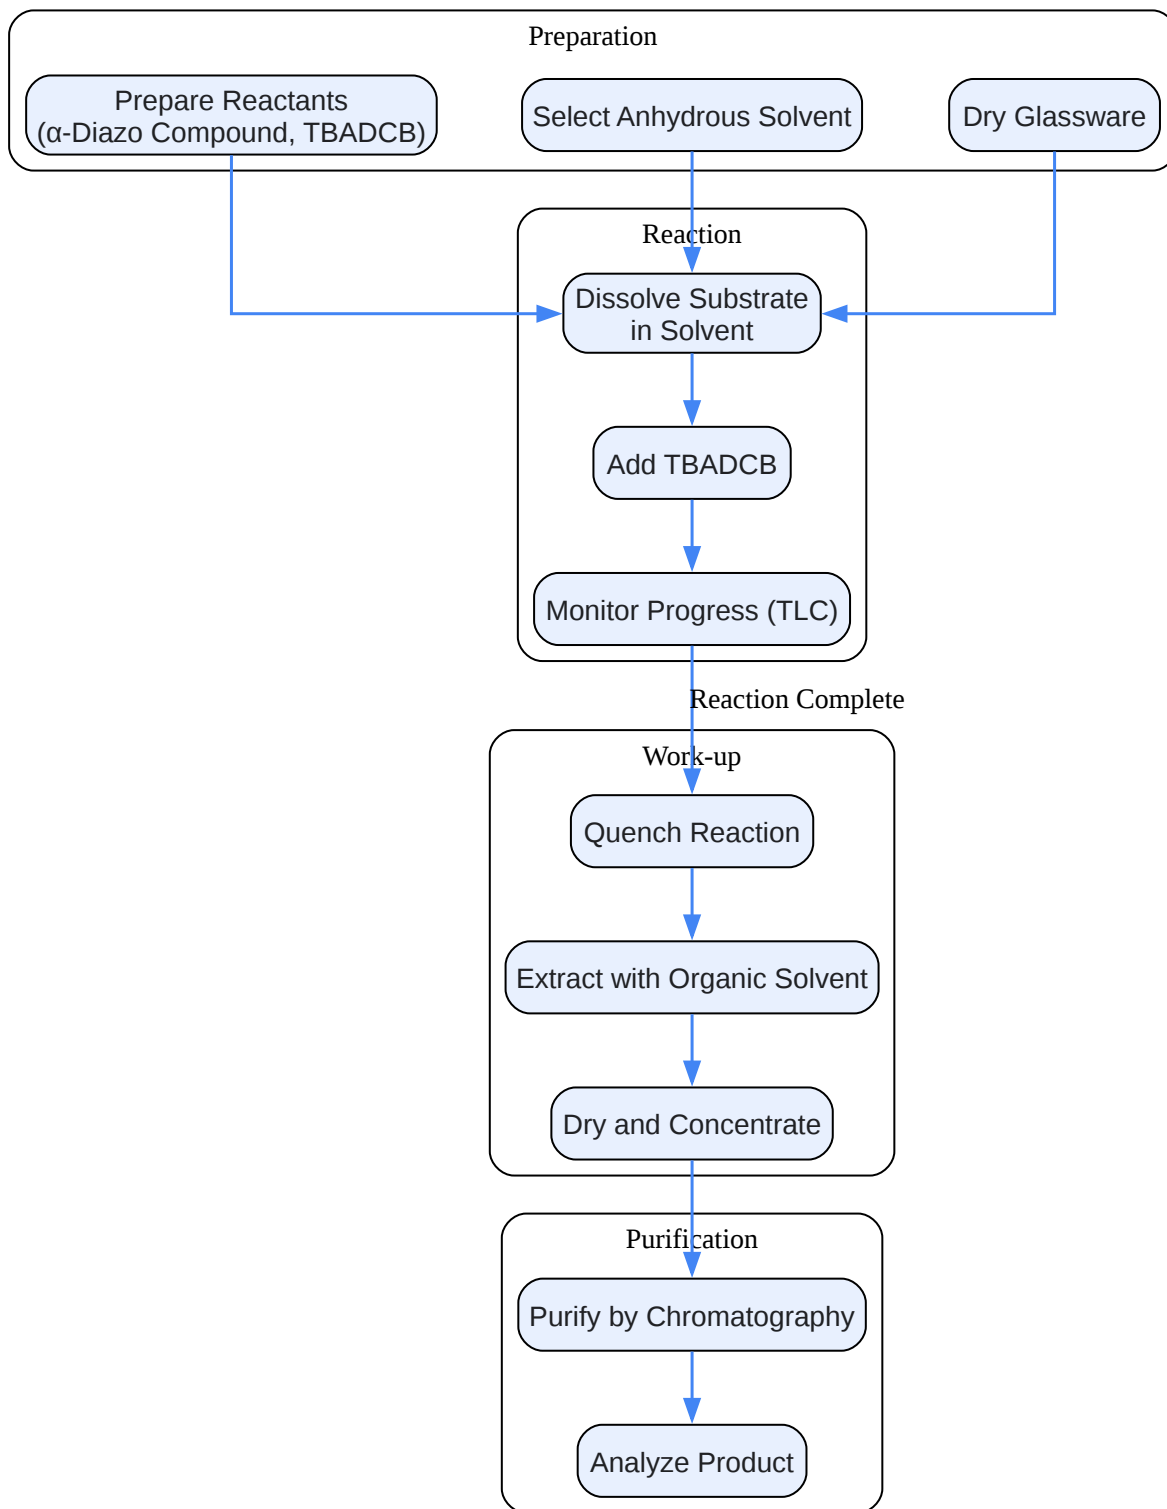 Preparation
Prepare Reactants
(α-Diazo Compound, TBADCB)
Select Anhydrous Solvent
Dry Glassware
Reaction
Dissolve Substrate
in Solvent
Add TBADCB
Monitor Progress (TLC)
Reaction Complete
Work-up
Quench Reaction
Extract with Organic Solvent
Dry and Concentrate
Purification
Purify by Chromatography
Analyze Product